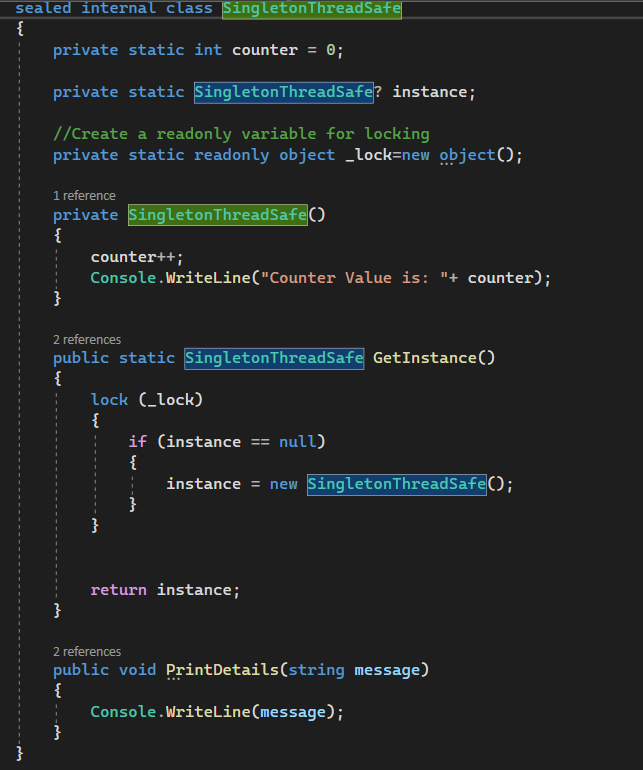 sealed internal class SingletonThreadSafe
{
private static int counter = 0;
private static SingletonThreadSafe? instance;
//Create a readonly variable for locking
private static readonly object _lock=new object();
1 reference
private SingletonThreadSafe()
{
counter++;
Console.WriteLine("Counter Value is: "+ counter);
}
2 references
public static SingletonThreadSafe GetInstance()
{
lock (_lock)
{
if (instance == null)
{
instance = new SingletonThreadSafe();
}
}
return instance;
}
2 references
public void PrintDetails(string message)
{
Console.WriteLine(message);
}
}